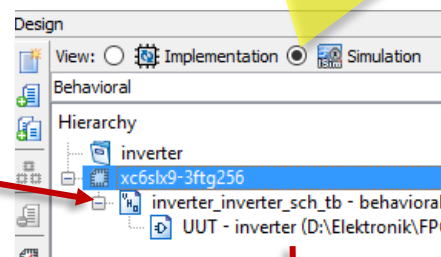 Design
View: Implementation Simulation
Behavioral
Hierarchy
inverter
xc6slx9-3ftg256
inverter_inverter_sch_tb - behavioral
UUT - inverter (D:\Elektronik\FP